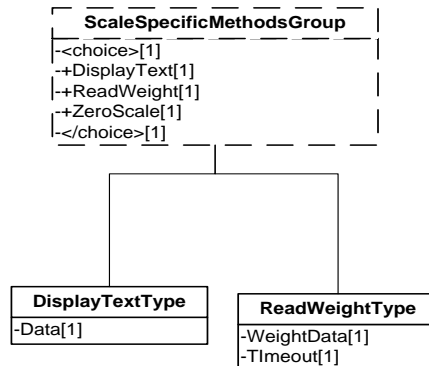 ScaleSpecificMethodsGroup
-<choice>[1]
-+DisplayText[1]
-+ReadWeight[1]
-+ZeroScale[1]
-</choice>[1]
DisplayTextType
-Data[1]
ReadWeightType
-WeightData[1]
-TImeout[1]